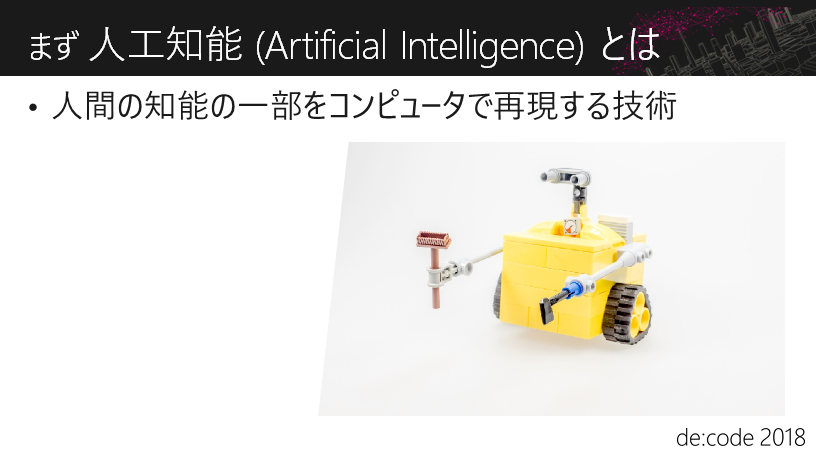 まず 人工知能 (Artificial Intelligence) とは
• 人間の知能の一部をコンピュータで再現する技術
de:code 2018